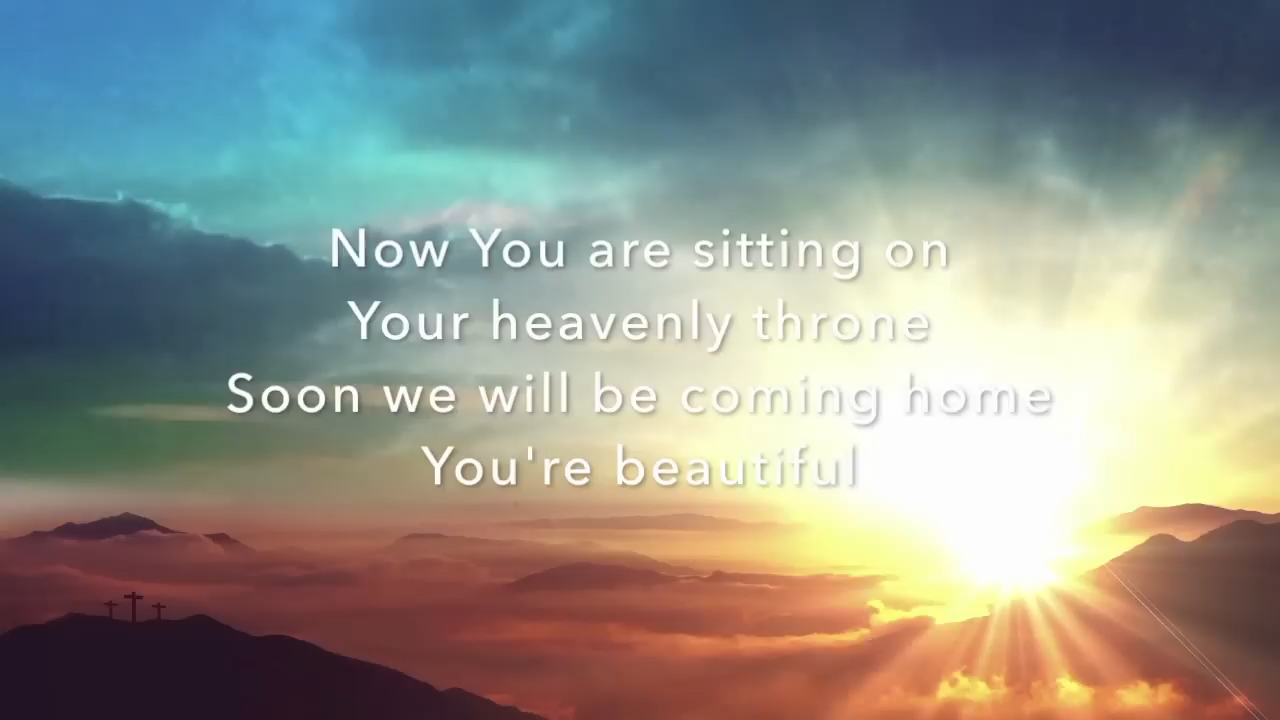 Now You are sitting on
Your heavenly throne
Soon we will be coming home
You're beautiful